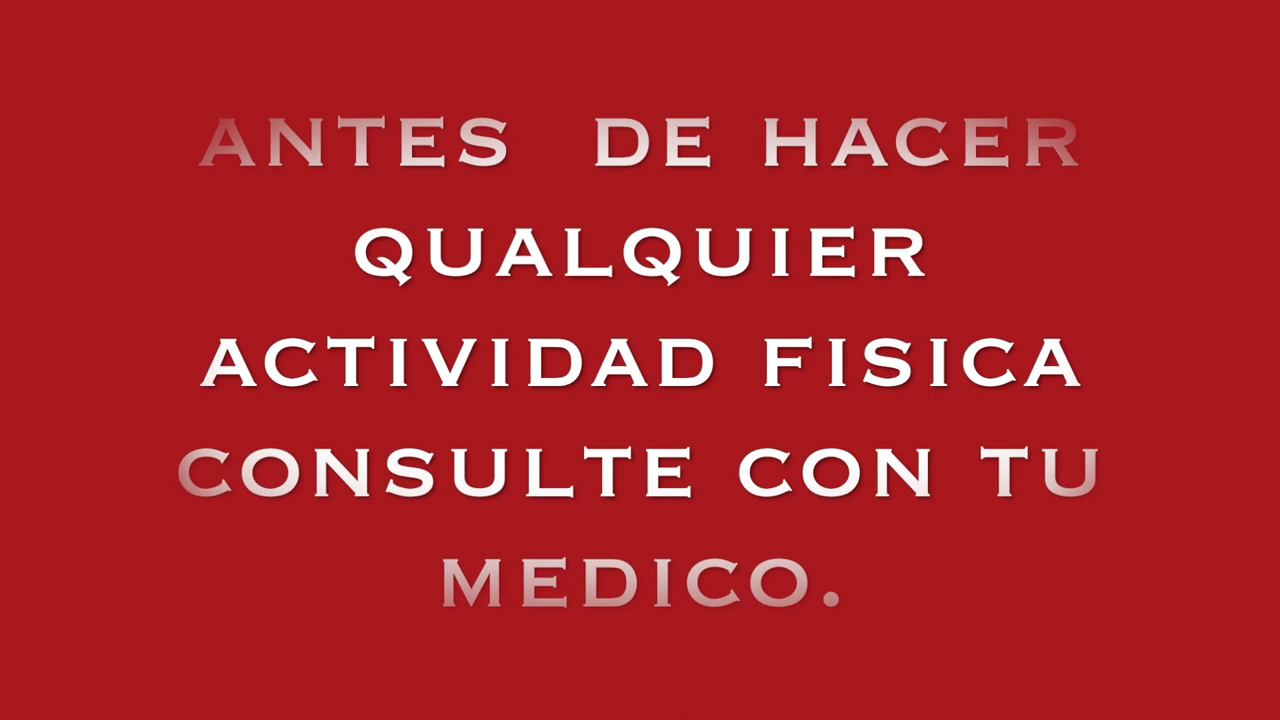 ANTES DE HACER
QUALQUIER
ACTIVIDAD FISICA
CONSULTE CON TU
MEDICO.